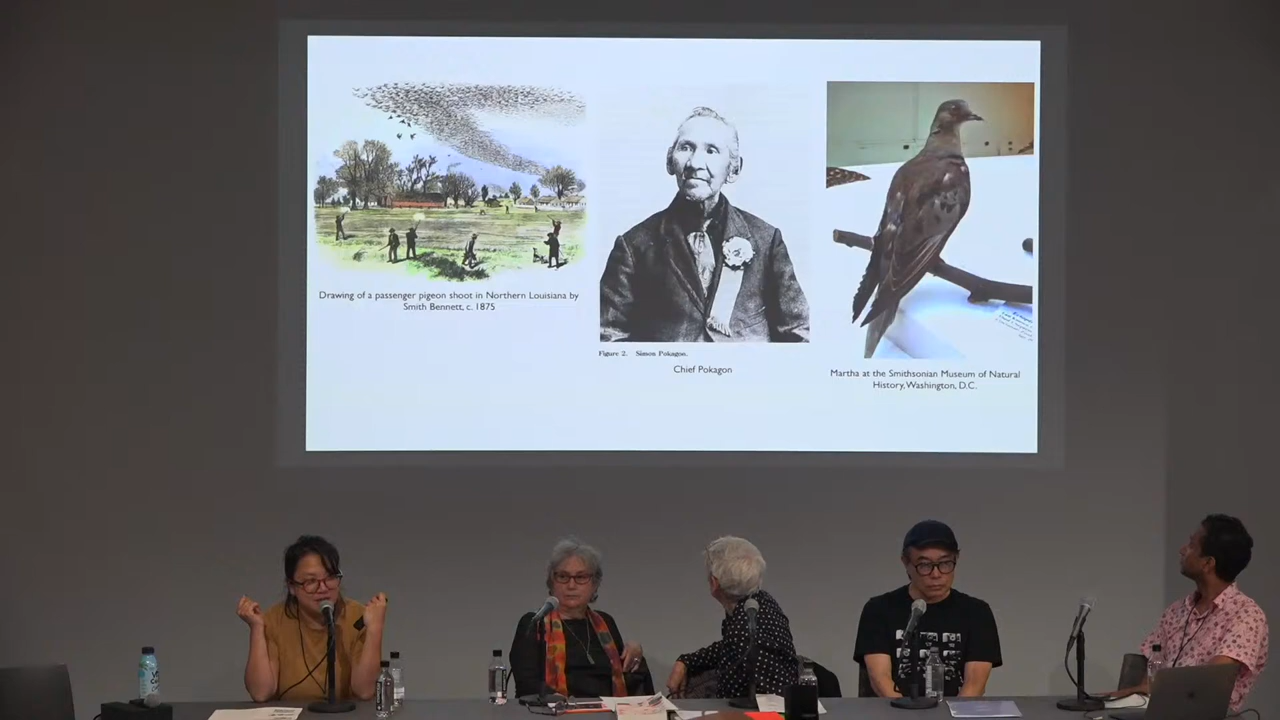 Drawing of a passenger pigeon shoot in Northern Louisiana by
Smith Bennett, c. 1875
Figure 2. Simon Pokagon.
Chief Pokagon
Martha at the Smithsonian Museum of Natural
History, Washington, D.C.